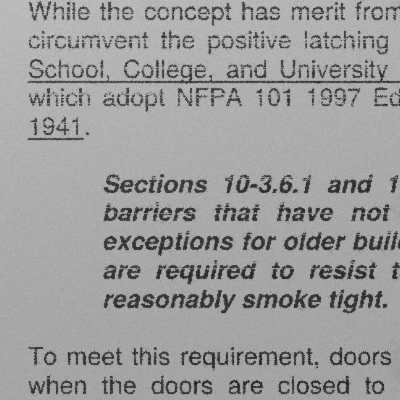 While the concept has merit from
circumvent the positive latching
School, College, and University
which adopt NFPA 101 1997 Ed
1941.
Sections 10-3.6.1 and 1
barriers that have not
exceptions for older buil
are required to resist t
reasonably smoke tight.
To meet this requirement, doors
when the doors are closed to